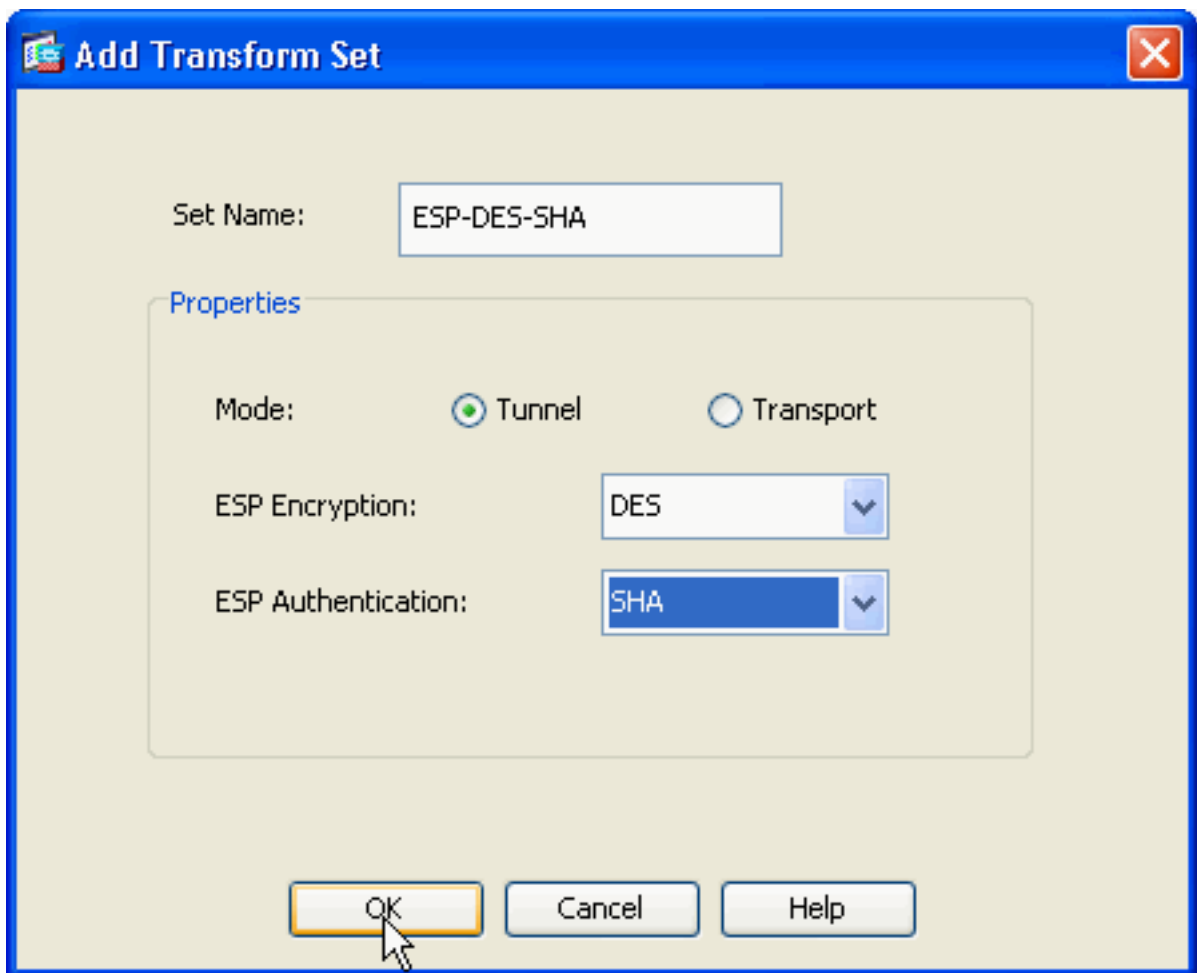 Add Transform Set
Set Name: ESP-DES-SHA
Properties
Mode: Tunnel Transport
ESP Encryption: DES
ESP Authentication: SHA
OK Cancel Help